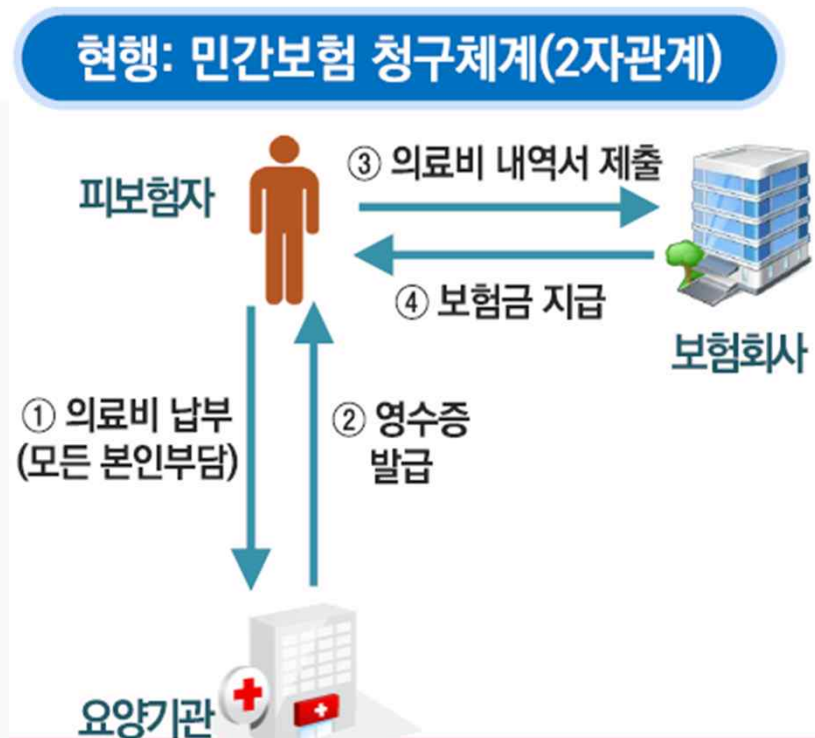 현행: 민간보험 청구체계(2자관계)
피보험자
③ 의료비 내역서 제출
④ 보험금 지급
보험회사
① 의료비 납부
(모든 본인부담)
② 영수증
발급
요양기관